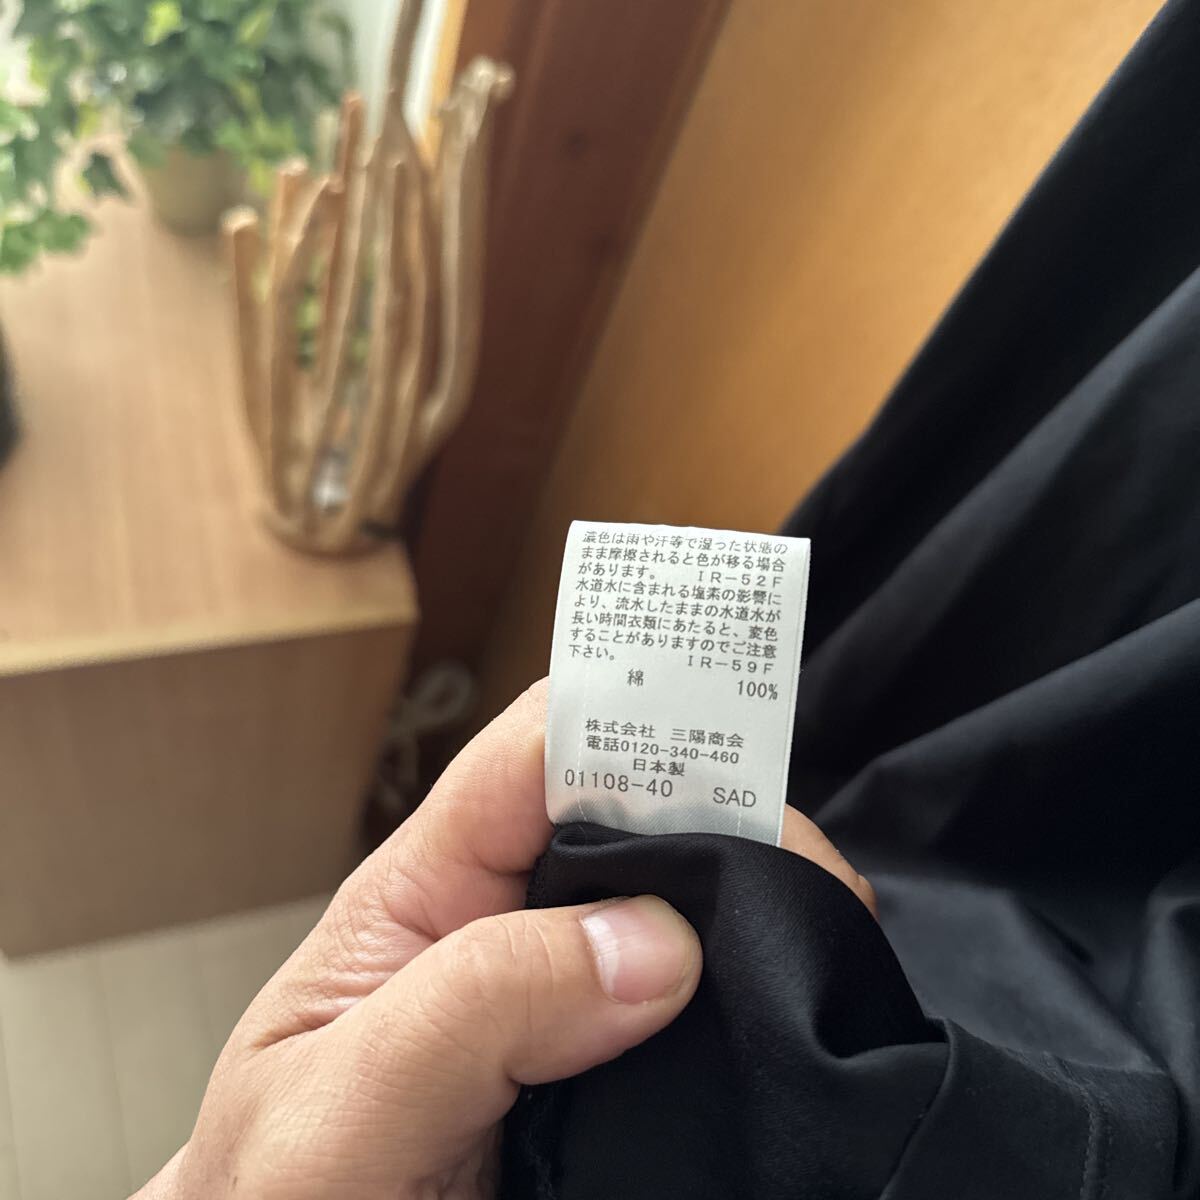 濃色は雨や汗等で湿った状態の
まま摩擦されると色が移る場合
があります。 IR-52F
水道水に含まれる塩素の影響に
より、流水したままの水道水が
長い時間衣類にあたると、変色
することがありますのでご注意
下さい。 IR-59F
綿 100%
株式会社 三陽商会
電話0120-340-460
日本製
01108-40 SAD